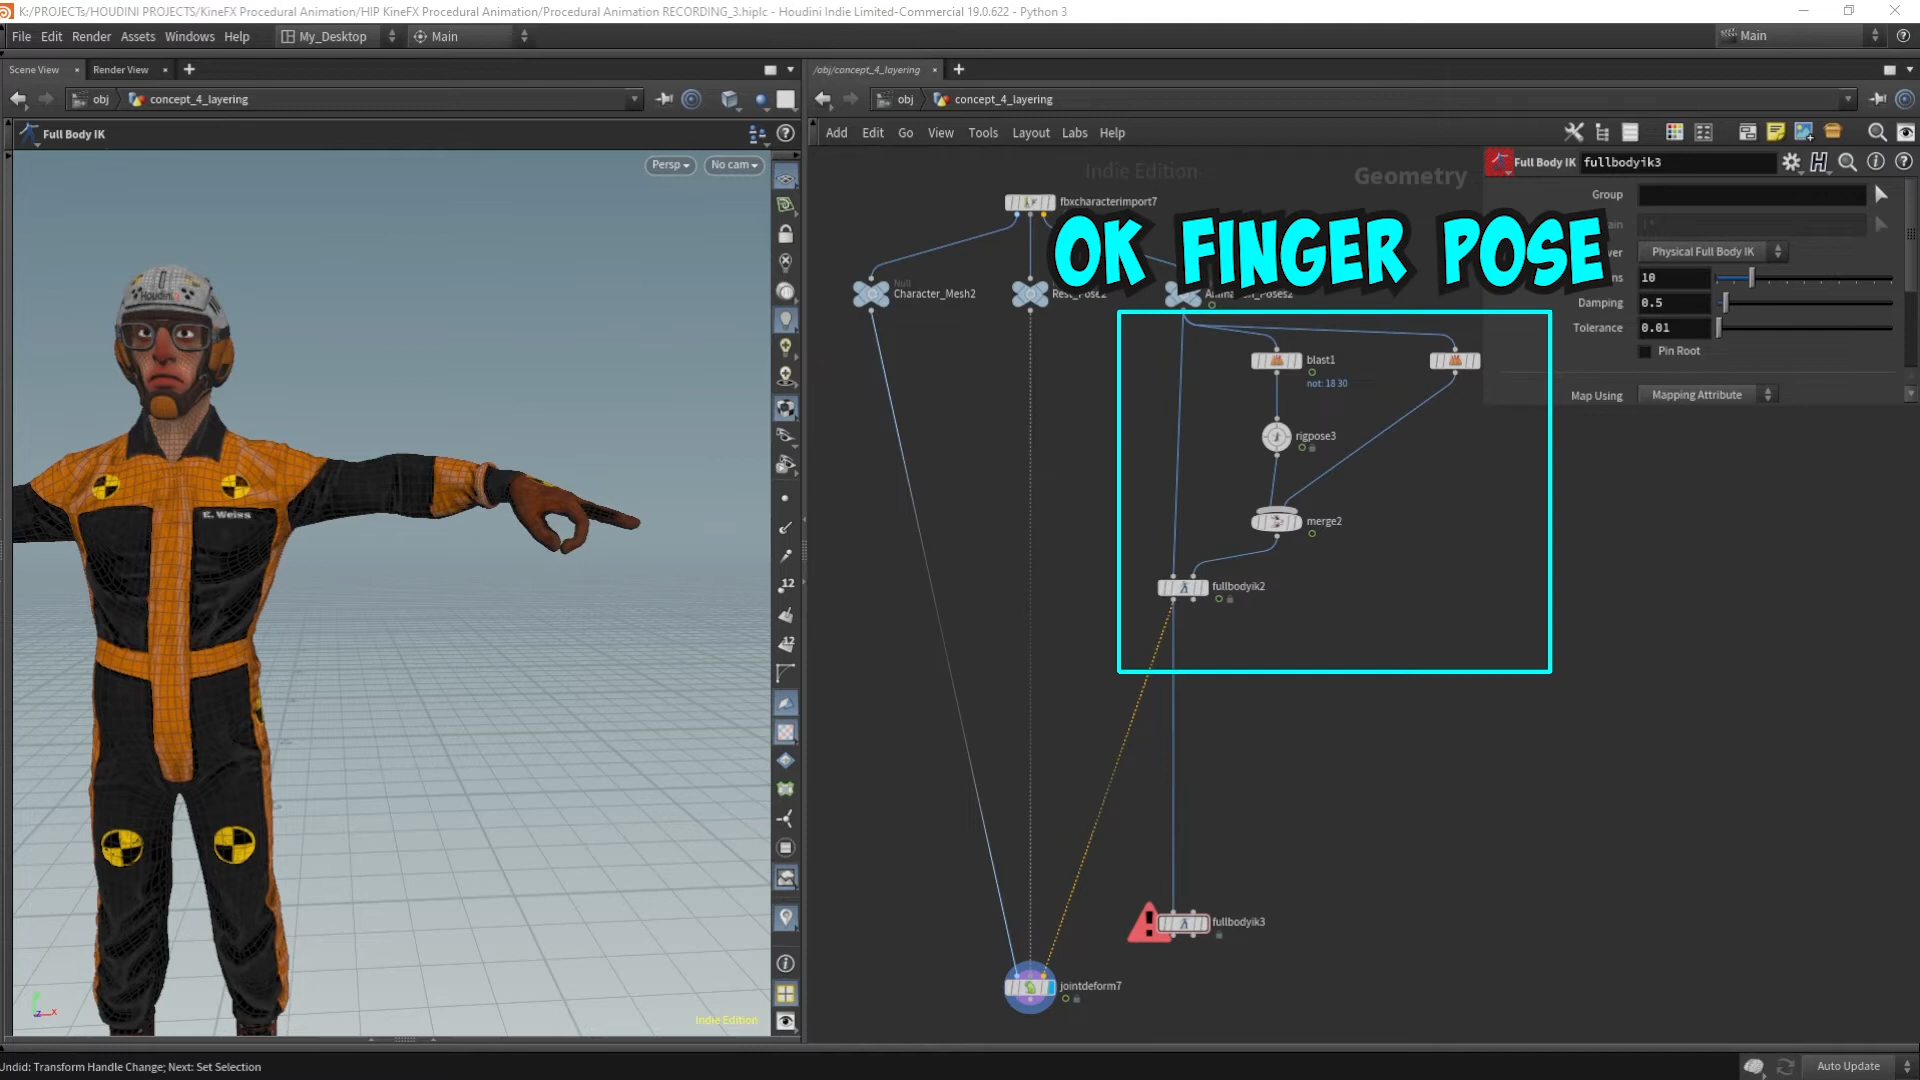 K:/PROJECTs/HOUDINI PROJECTS/KineFX Procedural Animation/HIP KineFX Procedural Animation/Procedural Animation RECORDING_3.hiplc - Houdini Indie Limited-Commercial 19.0.622 - Python 3
File Edit Render Assets Windows Help My_Desktop Main Main
Scene View Render View
obj concept_4_layering
Full Body IK
Persp No cam
Houdini
E. Weiss
12
12
Indie Edition
/obj/concept_4_layering
obj concept_4_layering
Add Edit Go View Tools Layout Labs Help
Indie Edition Geometry
fbxcharacterimport7
OK FINGER POSE
Null
Character_Mesh2
blast1
not: 18 30
rigpose3
merge2
fullbodyik2
fullbodyik3
jointdeform7
Full Body IK fullbodyik3
Group
Physical Full Body IK
10
Damping 0.5
Tolerance 0.01
Pin Root
Map Using Mapping Attribute
Undid: Transform Handle Change; Next: Set Selection
Auto Update